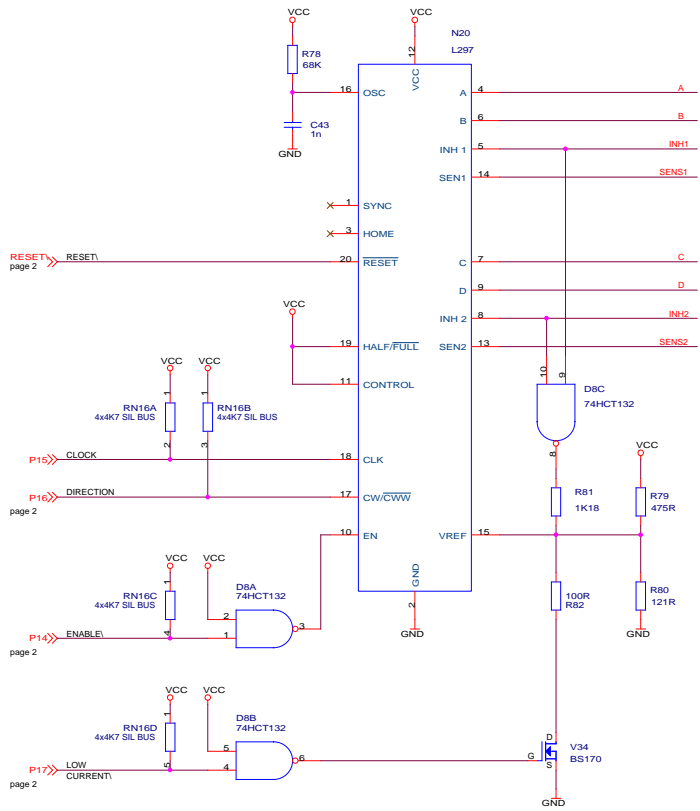 VCC
VCC
N20
L297
R78
68K
12
VCC
16
OSC
A
4
A
C43
1n
GND
B
6
B
INH 1
5
INH1
SEN1
14
SENS1
1
SYNC
3
HOME
RESET\
page 2
RESET\
20
RESET
C
7
C
D
9
D
VCC
INH 2
8
INH2
19
HALF/FULL
SEN2
13
SENS2
VCC
VCC
11
CONTROL
10
9
D8C
74HCT132
1
RN16A
4x4K7 SIL BUS
2
1
RN16B
4x4K7 SIL BUS
3
VCC
8
P15
CLOCK
18
CLK
P16
page 2
DIRECTION
17
CW/CWW
R81
1K18
R79
475R
10
EN
VREF
15
VCC
VCC
GND
2
GND
1
RN16C
4x4K7 SIL BUS
4
D8A
74HCT132
2
1
3
100R
R82
R80
121R
GND
P14
page 2
ENABLE\
VCC
VCC
1
RN16D
4x4K7 SIL BUS
5
D8B
74HCT132
5
4
6
D
G
S
V34
BS170
P17
page 2
LOW
CURRENT\
GND